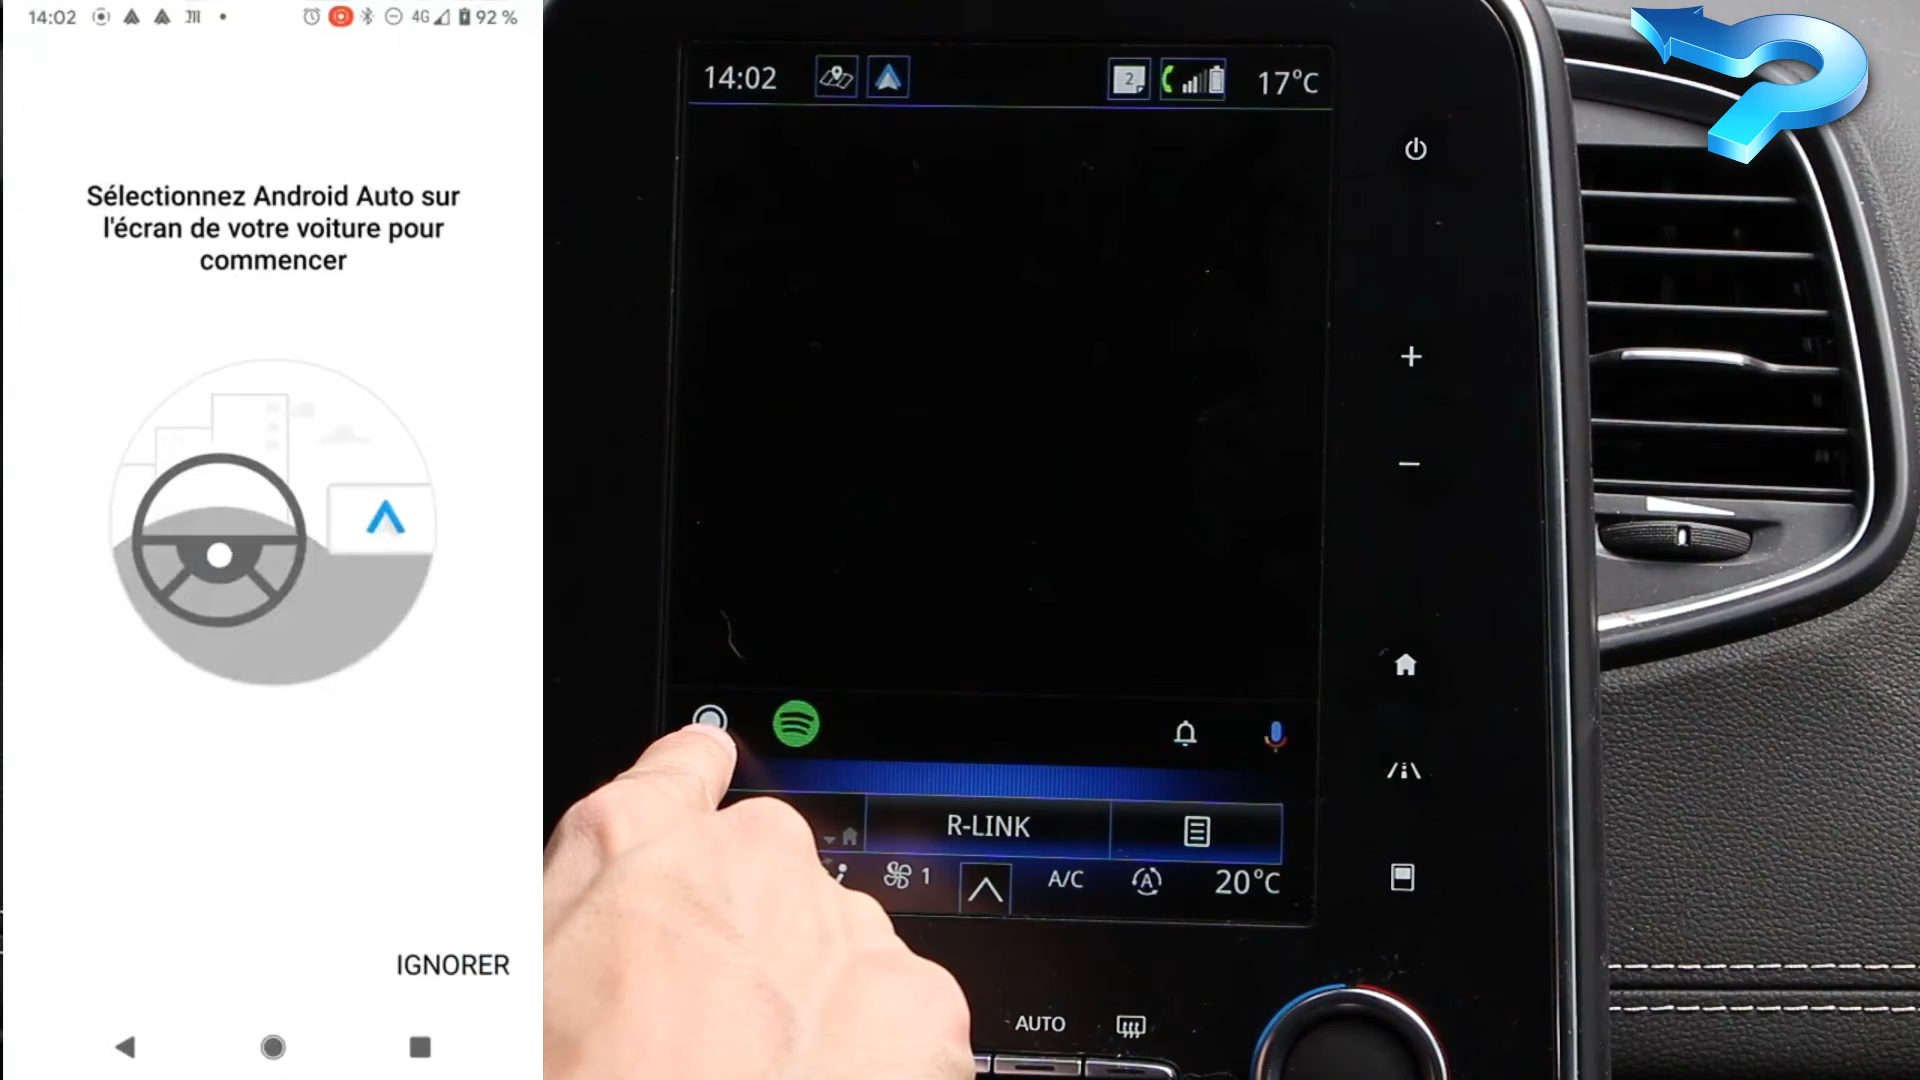 14:02
4G
92 %
Sélectionnez Android Auto sur
l'écran de votre voiture pour
commencer
IGNORER
14:02
2
17°C
R-LINK
1
A/C
A
20°C
AUTO